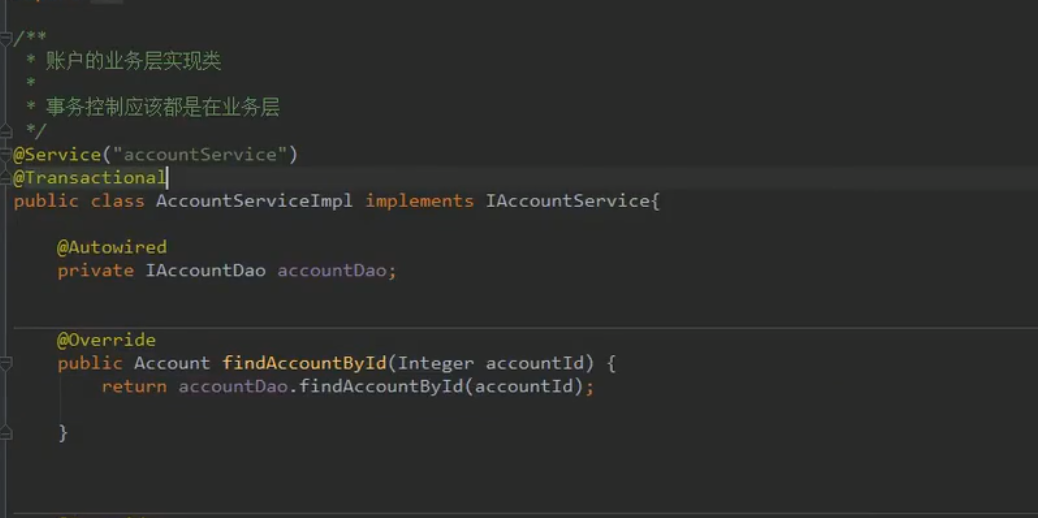 /**
* 账户的业务层实现类
*
* 事务控制应该都是在业务层
*/
@Service("accountService")
@Transactional
public class AccountServiceImpl implements IAccountService{
@Autowired
private IAccountDao accountDao;
@Override
public Account findAccountById(Integer accountId) {
return accountDao.findAccountById(accountId);
}